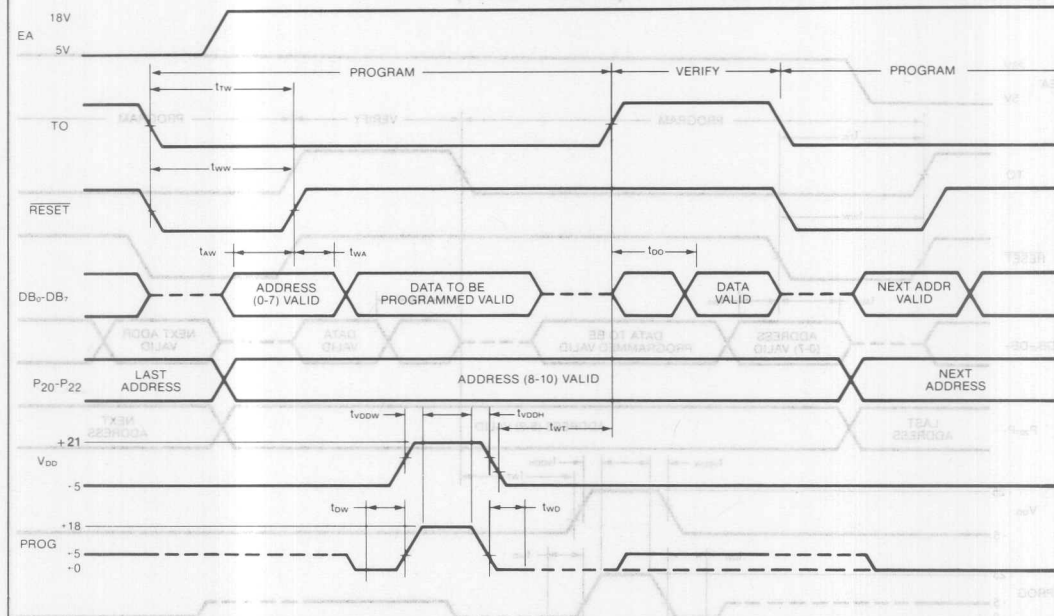 18V
EA
5V
PROGRAM
VERIFY
PROGRAM
tTW
TO
tWW
RESET
tAW
tWA
tDD
DB0-DB7
ADDRESS
(0-7) VALID
DATA TO BE
PROGRAMMED VALID
DATA
VALID
NEXT ADDR
VALID
P20-P22
LAST
ADDRESS
ADDRESS (8-10) VALID
NEXT
ADDRESS
tVDDW
tVDDH
tWT
+21
VDD
-5
tDW
tWD
+18
PROG
+5
+0